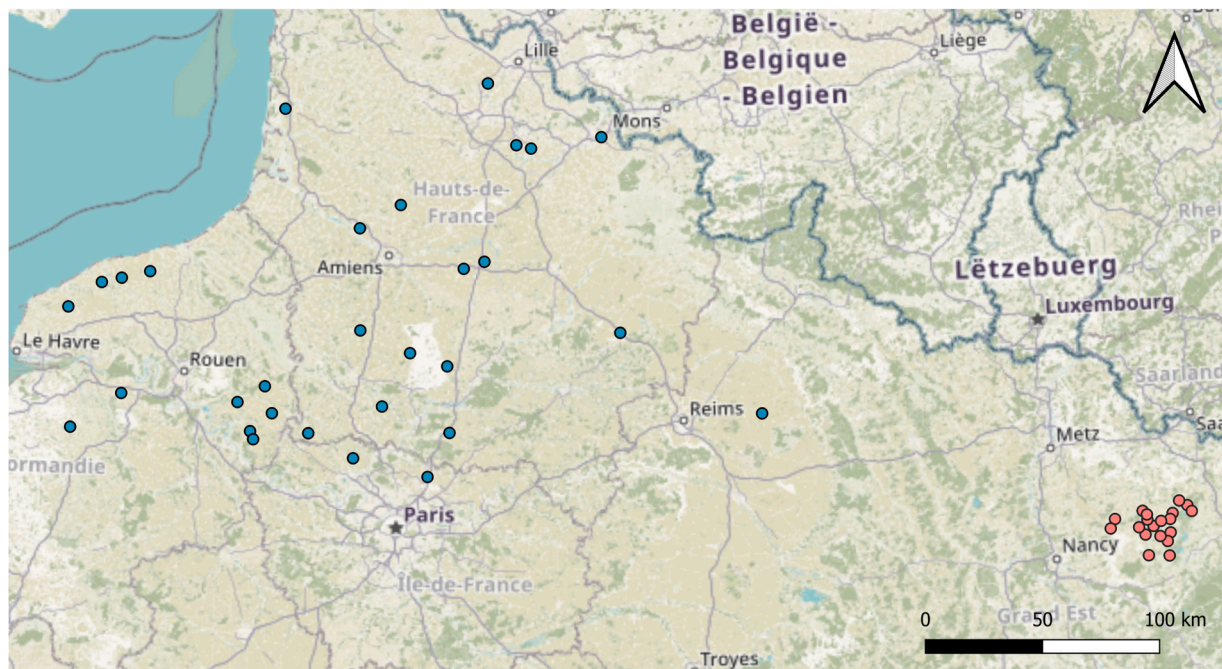 België -
Belgique
- Belgien
Lille
Liège
Mons
Hauts-de-
France
Amiens
Lëtzebuerg
Luxembourg
Le Havre
Rouen
Saarland
Reims
Metz
ormandie
Paris
Nancy
Île-de-France
Grand Est
0 50 100 km
Troyes